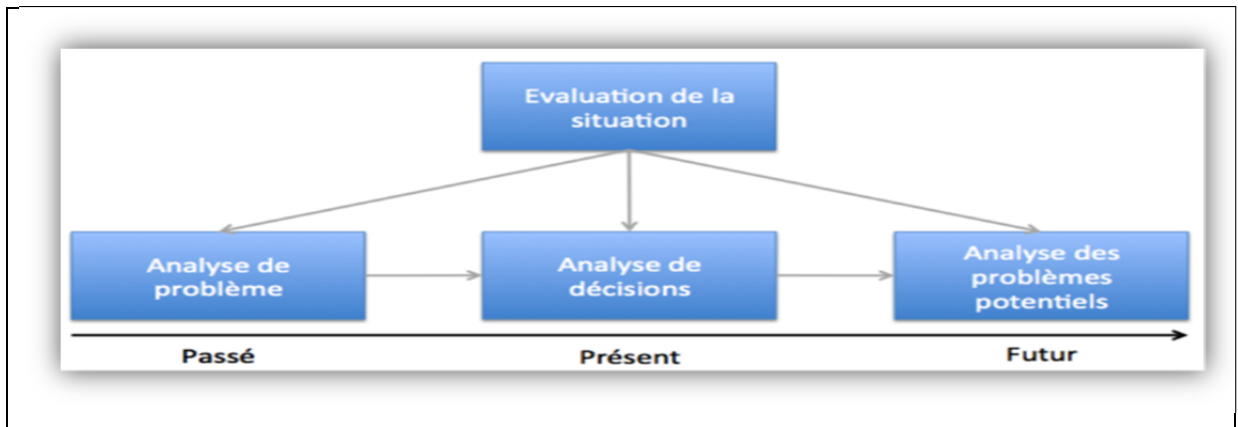 Evaluation de la
situation
Analyse de
problème
Analyse de
décisions
Analyse des
problèmes
potentiels
Passé
Présent
Futur